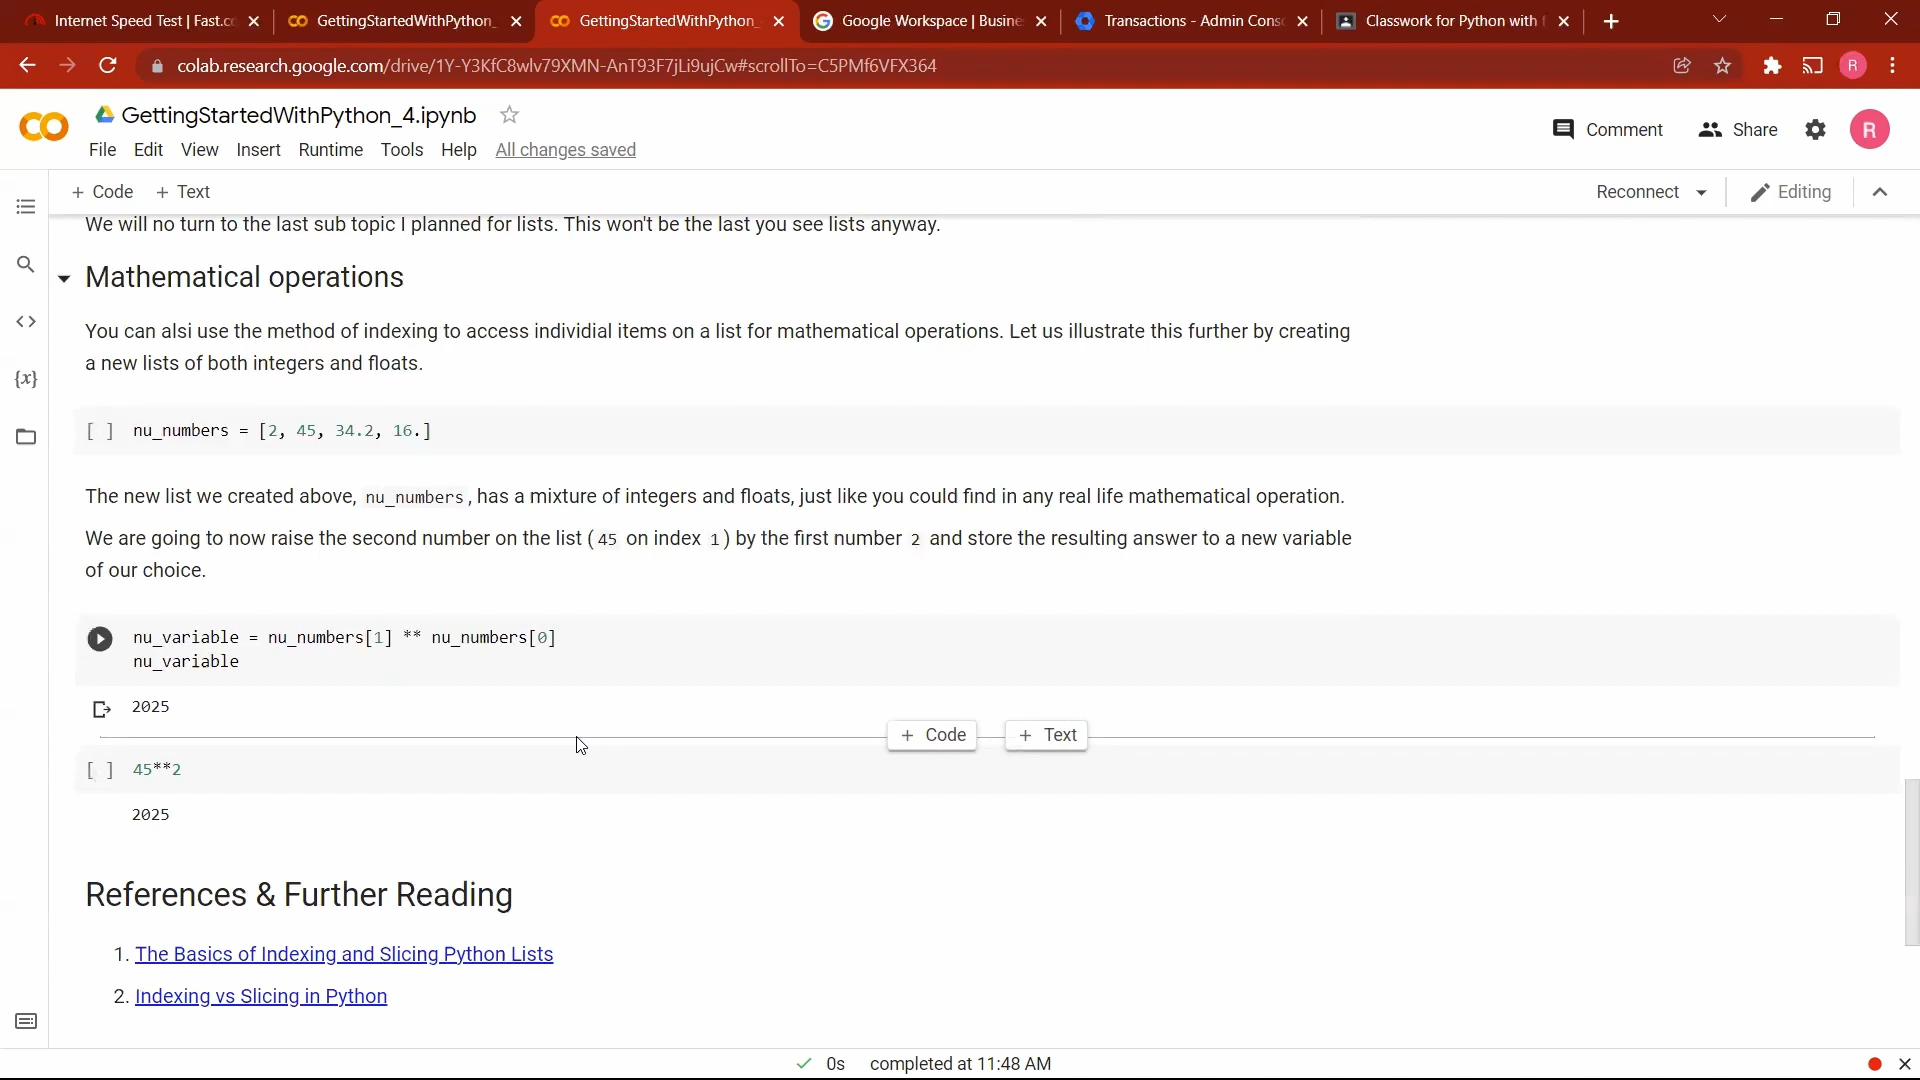 Internet Speed Test | Fast.c
GettingStartedWithPython_
GettingStartedWithPython_
Google Workspace | Busine
Transactions - Admin Cons
Classwork for Python with
colab.research.google.com/drive/1Y-Y3KfC8wlv79XMN-AnT93F7jLi9ujCw#scrollTo=C5PMf6VFX364
R
GettingStartedWithPython_4.ipynb
Comment
Share
R
File Edit View Insert Runtime Tools Help All changes saved
+ Code + Text
Reconnect
Editing
We will no turn to the last sub topic I planned for lists. This won't be the last you see lists anyway.
Mathematical operations
You can alsi use the method of indexing to access individial items on a list for mathematical operations. Let us illustrate this further by creating
a new lists of both integers and floats.
[ ] nu_numbers = [2, 45, 34.2, 16.]
The new list we created above, nu_numbers, has a mixture of integers and floats, just like you could find in any real life mathematical operation.
We are going to now raise the second number on the list (45 on index 1) by the first number 2 and store the resulting answer to a new variable
of our choice.
nu_variable = nu_numbers[1] ** nu_numbers[0]
nu_variable
2025
+ Code + Text
[ ] 45**2
2025
References & Further Reading
1. The Basics of Indexing and Slicing Python Lists
2. Indexing vs Slicing in Python
0s completed at 11:48 AM